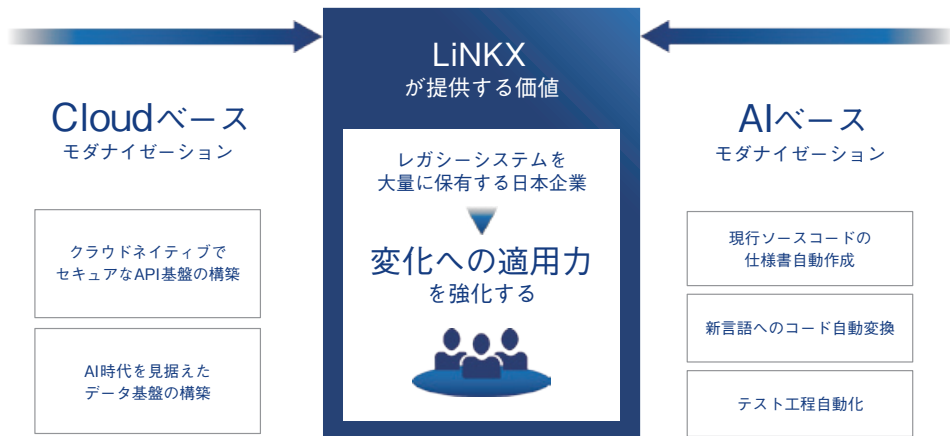 Cloudベース
モダナイゼーション
クラウドネイティブで
セキュアなAPI基盤の構築
AI時代を見据えた
データ基盤の構築
LiNKX
が提供する価値
レガシーシステムを
大量に保有する日本企業
変化への適用力
を強化する
AIベース
モダナイゼーション
現行ソースコードの
仕様書自動作成
新言語へのコード自動変換
テスト工程自動化